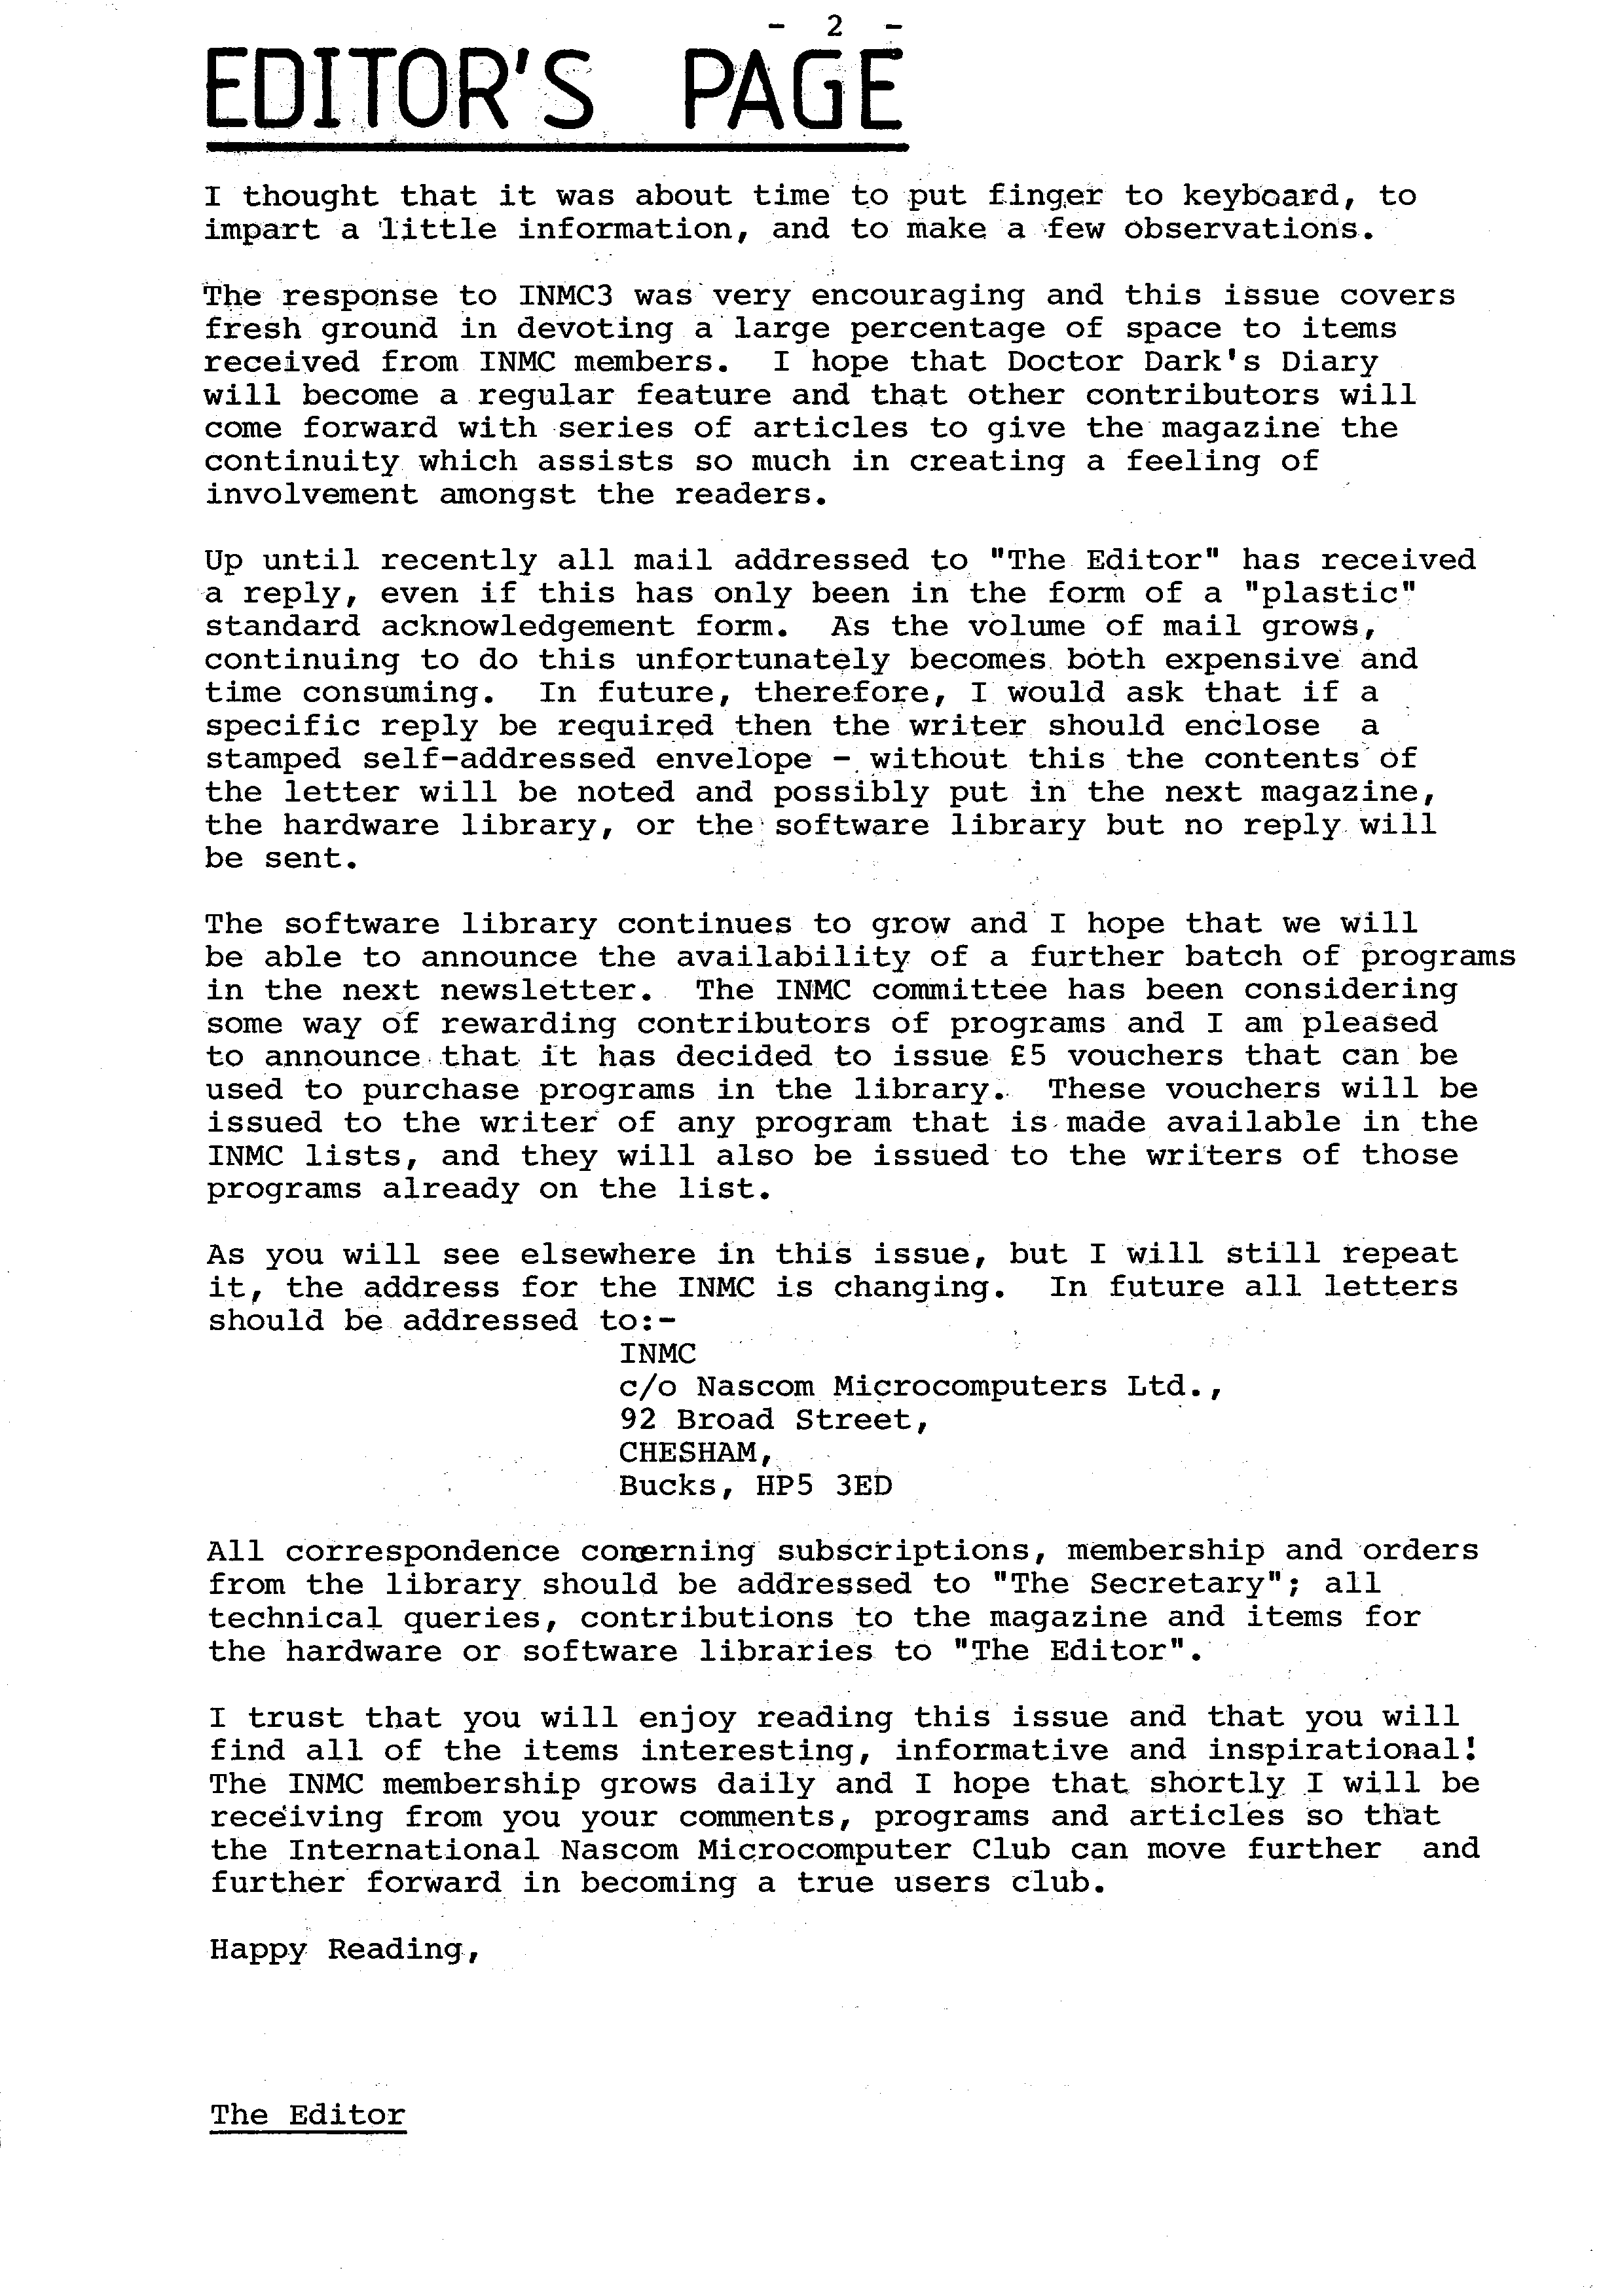 - 2 -
EDITOR'S PAGE
I thought that it was about time to put finger to keyboard, to
impart a little information, and to make a few observations.
The response to INMC3 was very encouraging and this issue covers
fresh ground in devoting a large percentage of space to items
received from INMC members. I hope that Doctor Dark's Diary
will become a regular feature and that other contributors will
come forward with series of articles to give the magazine the
continuity which assists so much in creating a feeling of
involvement amongst the readers.
Up until recently all mail addressed to "The Editor" has received
a reply, even if this has only been in the form of a "plastic"
standard acknowledgement form. As the volume of mail grows,
continuing to do this unfortunately becomes both expensive and
time consuming. In future, therefore, I would ask that if a
specific reply be required then the writer should enclose a
stamped self-addressed envelope - without this the contents of
the letter will be noted and possibly put in the next magazine,
the hardware library, or the software library but no reply will
be sent.
The software library continues to grow and I hope that we will
be able to announce the availability of a further batch of programs
in the next newsletter. The INMC committee has been considering
some way of rewarding contributors of programs and I am pleased
to announce that it has decided to issue £5 vouchers that can be
used to purchase programs in the library. These vouchers will be
issued to the writer of any program that is made available in the
INMC lists, and they will also be issued to the writers of those
programs already on the list.
As you will see elsewhere in this issue, but I will still repeat
it, the address for the INMC is changing. In future all letters
should be addressed to:-
INMC
c/o Nascom Microcomputers Ltd.,
92 Broad Street,
CHESHAM,
Bucks, HP5 3ED
All correspondence concerning subscriptions, membership and orders
from the library should be addressed to "The Secretary"; all
technical queries, contributions to the magazine and items for
the hardware or software libraries to "The Editor".
I trust that you will enjoy reading this issue and that you will
find all of the items interesting, informative and inspirational!
The INMC membership grows daily and I hope that shortly I will be
receiving from you your comments, programs and articles so that
the International Nascom Microcomputer Club can move further and
further forward in becoming a true users club.
Happy Reading,
The Editor